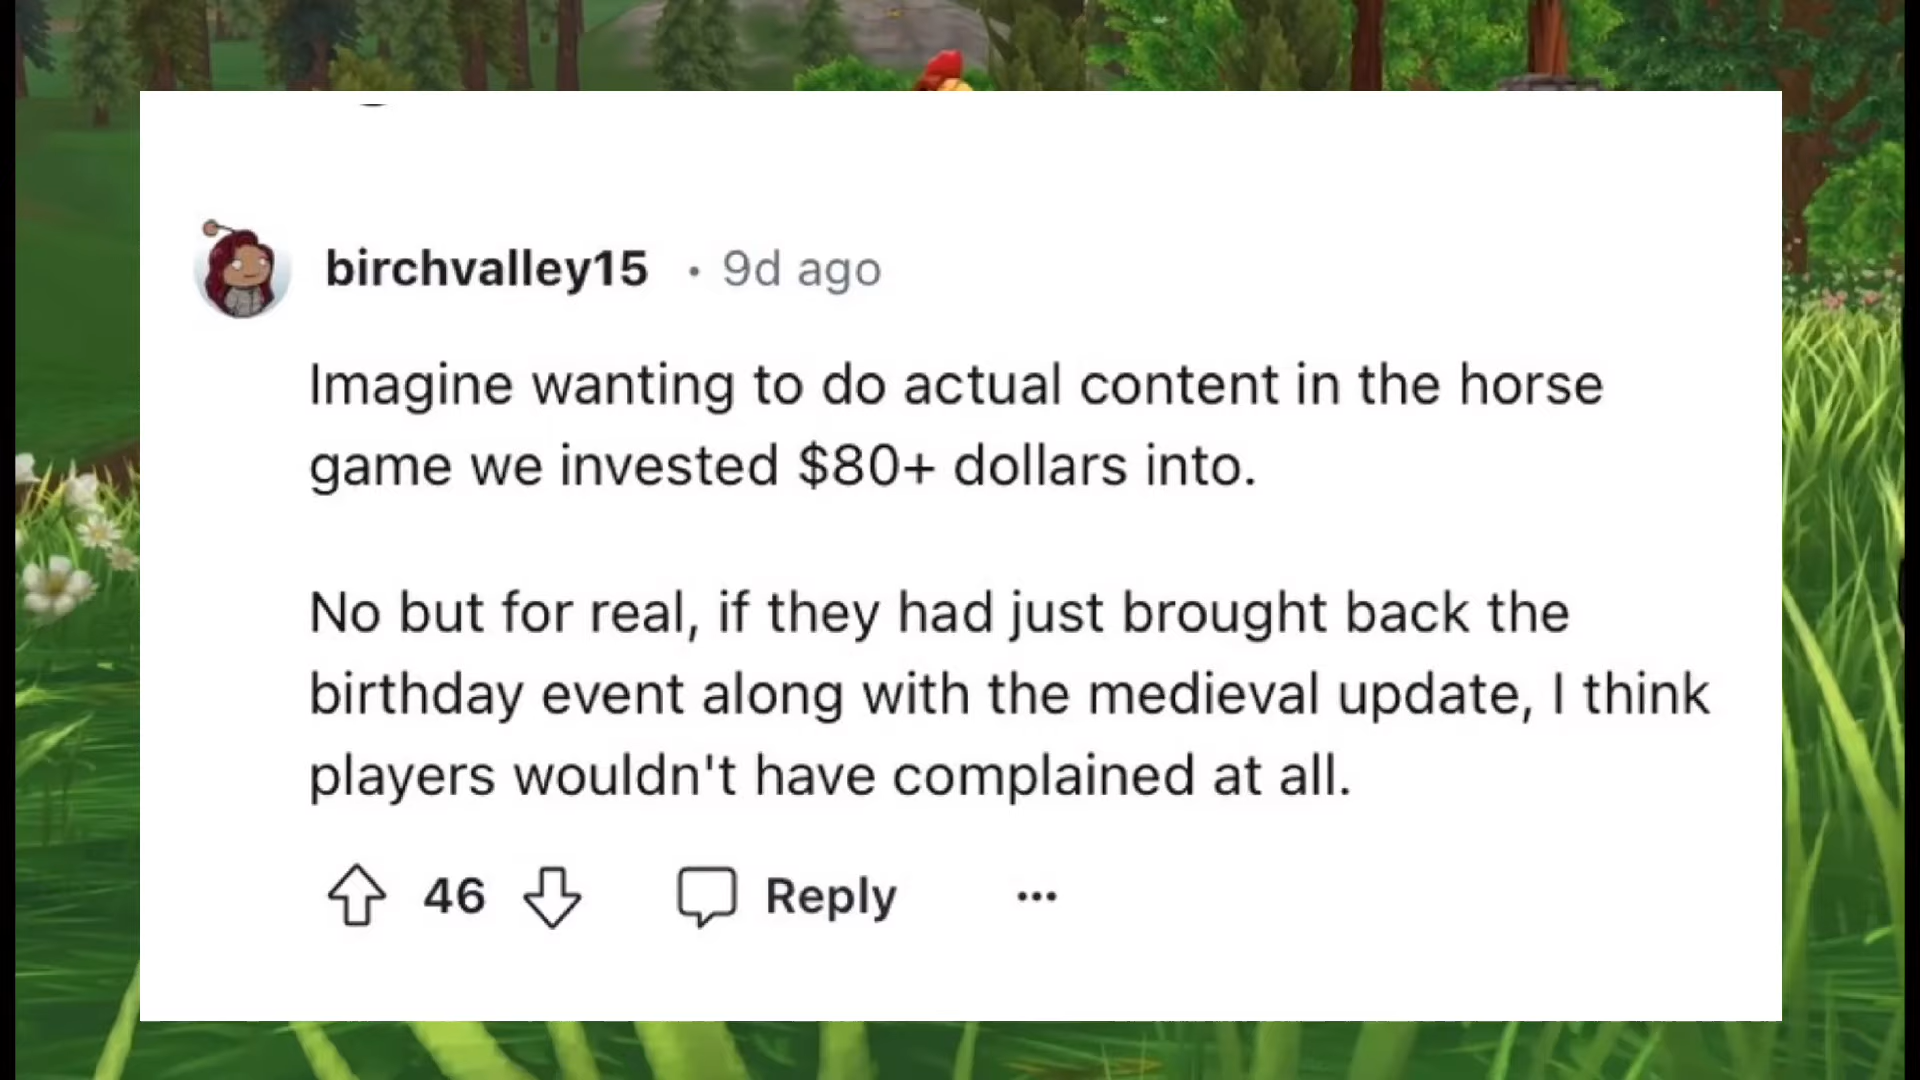 birchvalley15 • 9d ago
Imagine wanting to do actual content in the horse
game we invested $80+ dollars into.
No but for real, if they had just brought back the
birthday event along with the medieval update, I think
players wouldn't have complained at all.
46 Reply ...